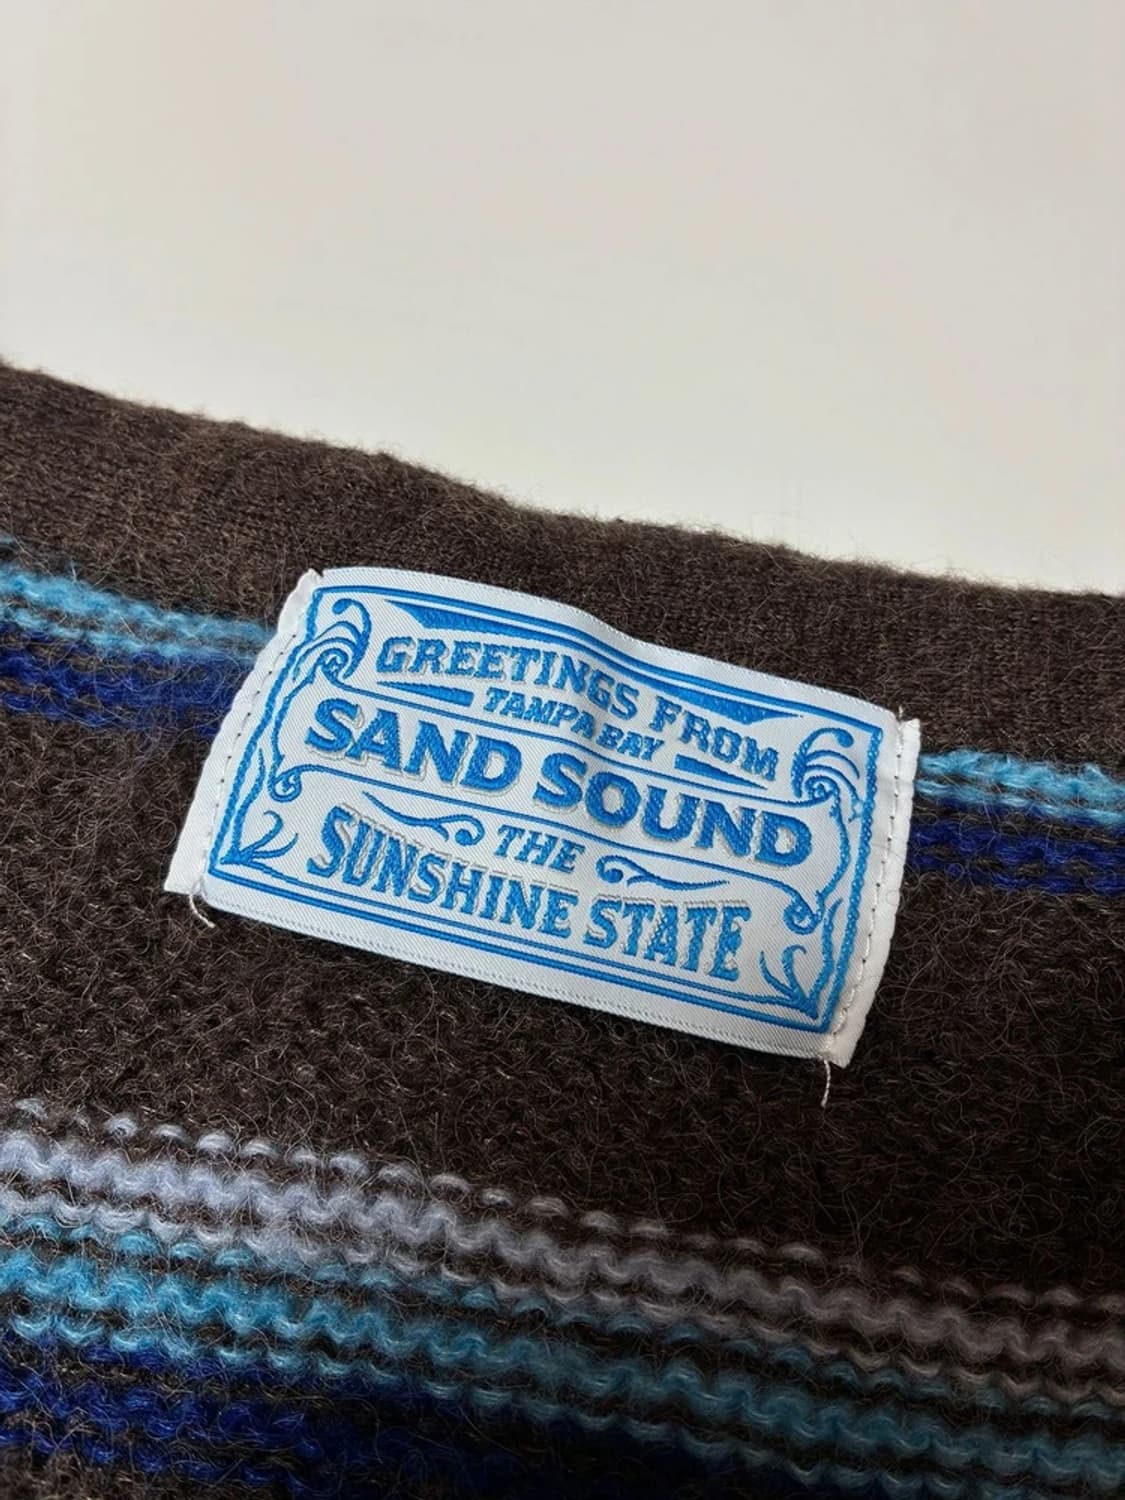 GREETINGS FROM
TAMPA BAY
SAND SOUND
THE
SUNSHINE STATE